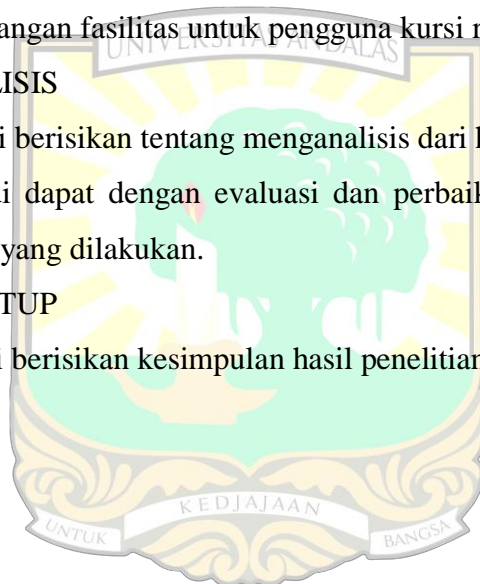 angan fasilitas untuk pengguna kursi
UNIVERSITAS ANDALAS
LISIS
i berisikan tentang menganalisis dari
di dapat dengan evaluasi dan
yang dilakukan.
TUP
i berisikan kesimpulan hasil penelitian
KEDJAJAAN
UNTUK
BANGSA